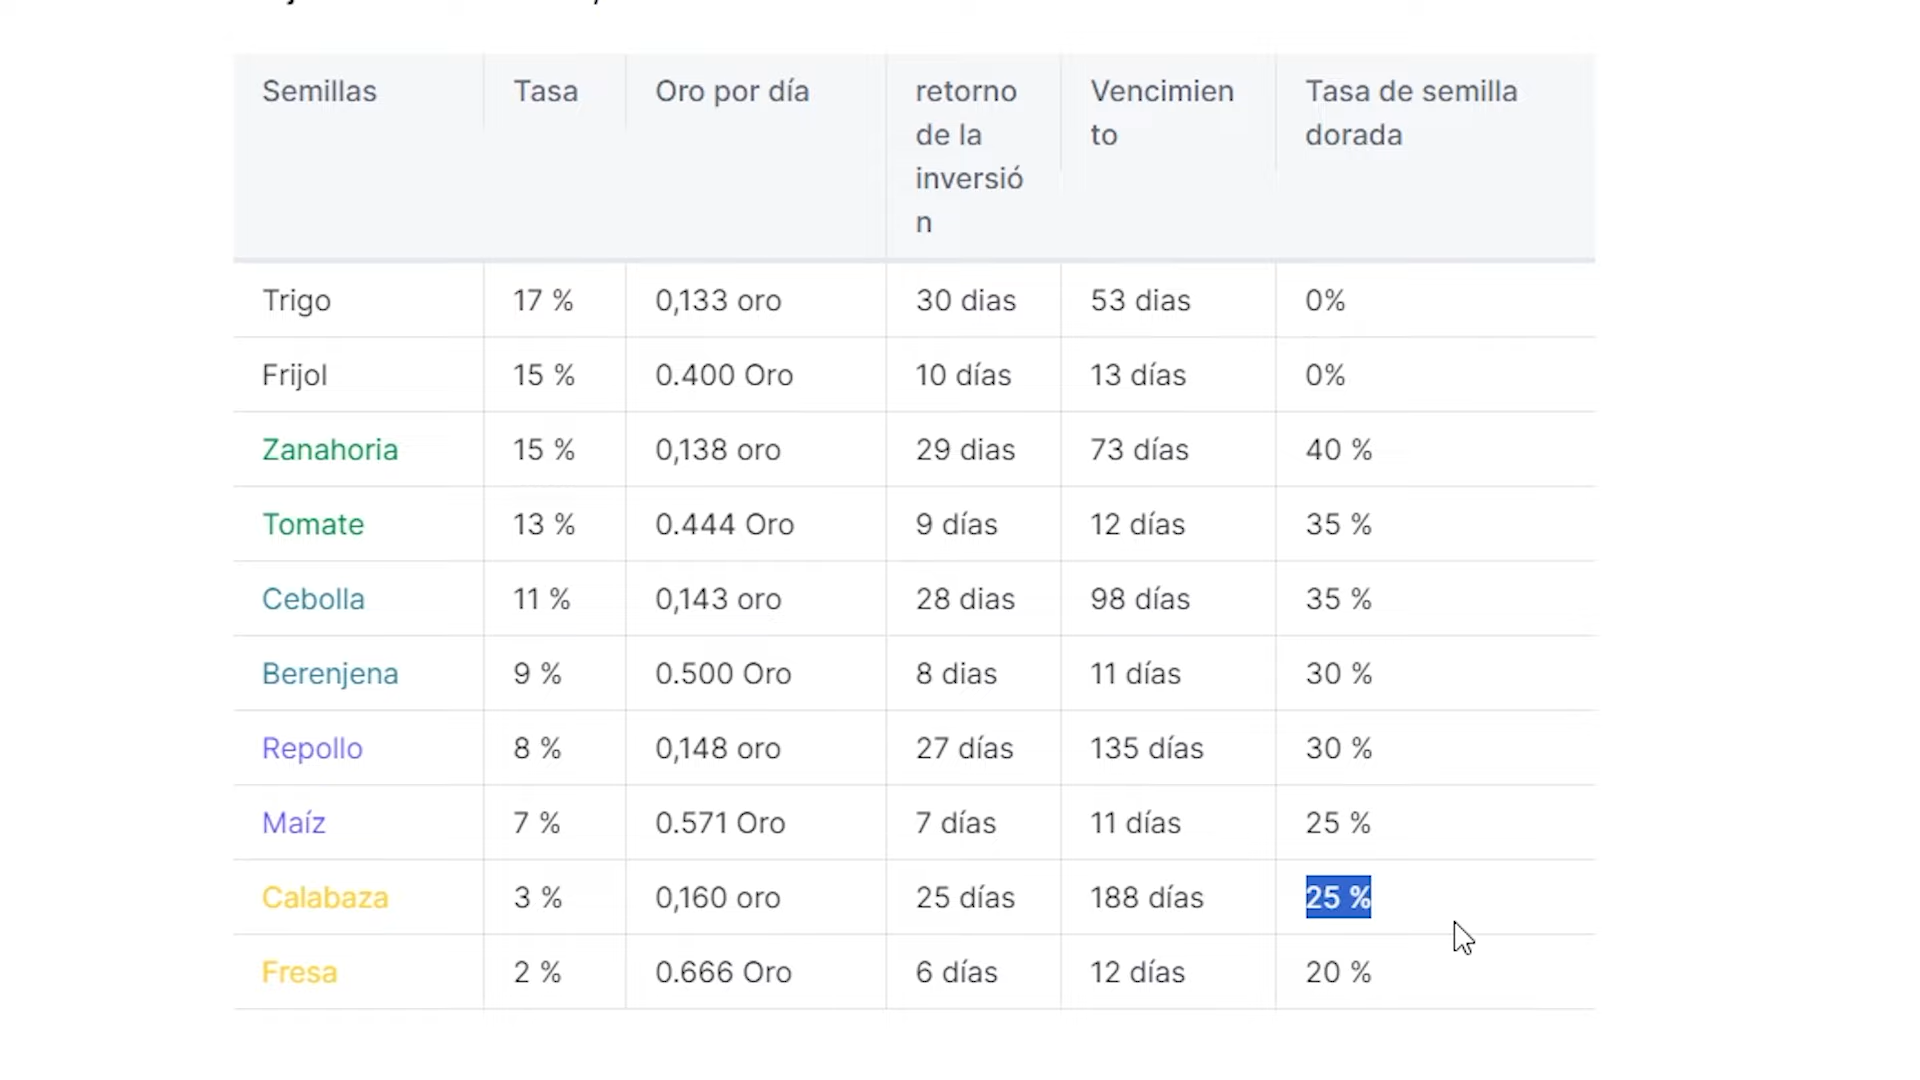 Semillas Tasa Oro por día retorno de la inversió n Vencimien to Tasa de semilla dorada
Trigo 17 % 0,133 oro 30 dias 53 dias 0%
Frijol 15 % 0.400 Oro 10 días 13 días 0%
Zanahoria 15 % 0,138 oro 29 dias 73 días 40 %
Tomate 13 % 0.444 Oro 9 días 12 días 35 %
Cebolla 11 % 0,143 oro 28 dias 98 días 35 %
Berenjena 9 % 0.500 Oro 8 dias 11 días 30 %
Repollo 8 % 0,148 oro 27 días 135 días 30 %
Maíz 7 % 0.571 Oro 7 días 11 días 25 %
Calabaza 3 % 0,160 oro 25 días 188 días 25 %
Fresa 2 % 0.666 Oro 6 días 12 días 20 %